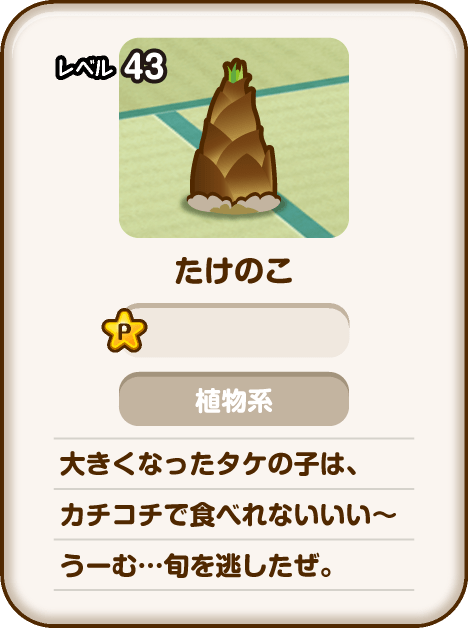 レベル 43
たけのこ
P
植物系
大きくなったタケの子は、
カチコチで食べれないいい〜
うーむ…旬を逃したぜ。